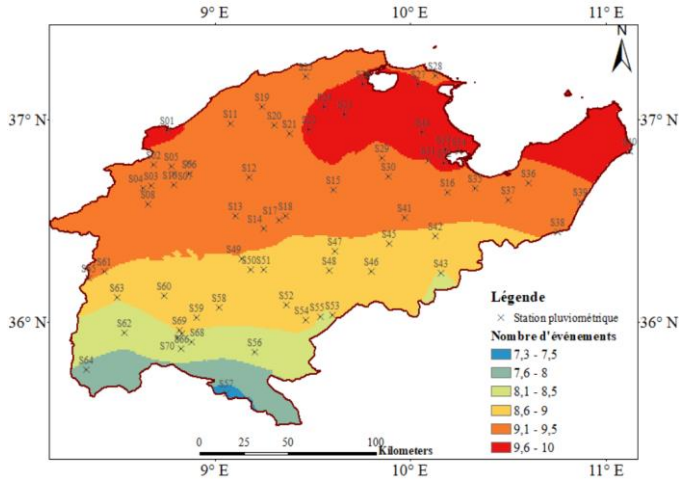 9° E
10° E
11° E
N
S28
S19
S01
S11
S20
S21
37° N
37° N
S29
S05
S12
S30
S04
S03
S15
S16
S36
S08
S37
S13
S18
S17
S14
S41
S38
S42
S45
S47
S49
S61
S50
S51
S48
S46
S43
S63
S60
S52
S58
S59
S54
S55
S53
36° N
36° N
S62
S69
S68
S70
S56
S64
S57
Légende
Station pluviométrique
Nombre d'événements
7,3 - 7,5
7,6 - 8
8,1 - 8,5
8,6 - 9
9,1 - 9,5
9,6 - 10
0
25
50
100
Kilometers
9° E
10° E
11° E